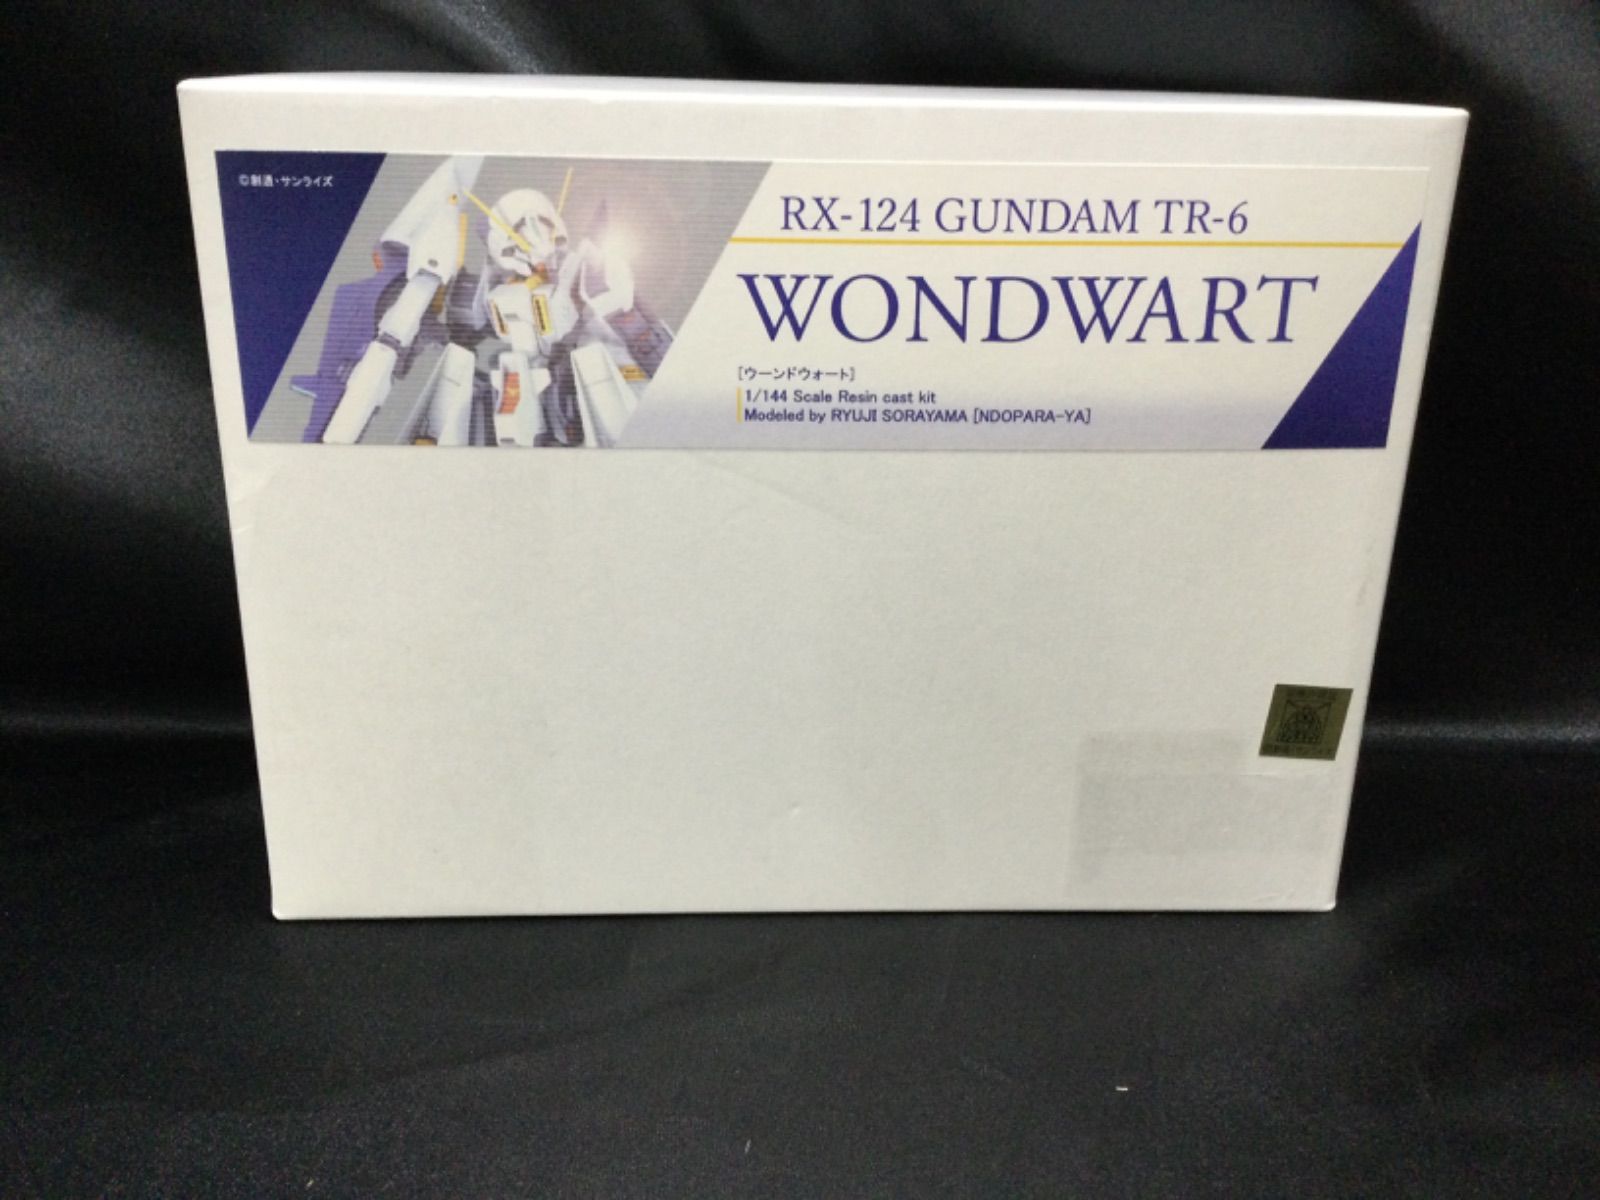 ©創通・サンライズ
RX-124 GUNDAM TR-6
WONDWART
[ウーンドウォート]
1/144 Scale Resin cast kit
Modeled by RYUJI SORAYAMA [NDOPARA-YA]